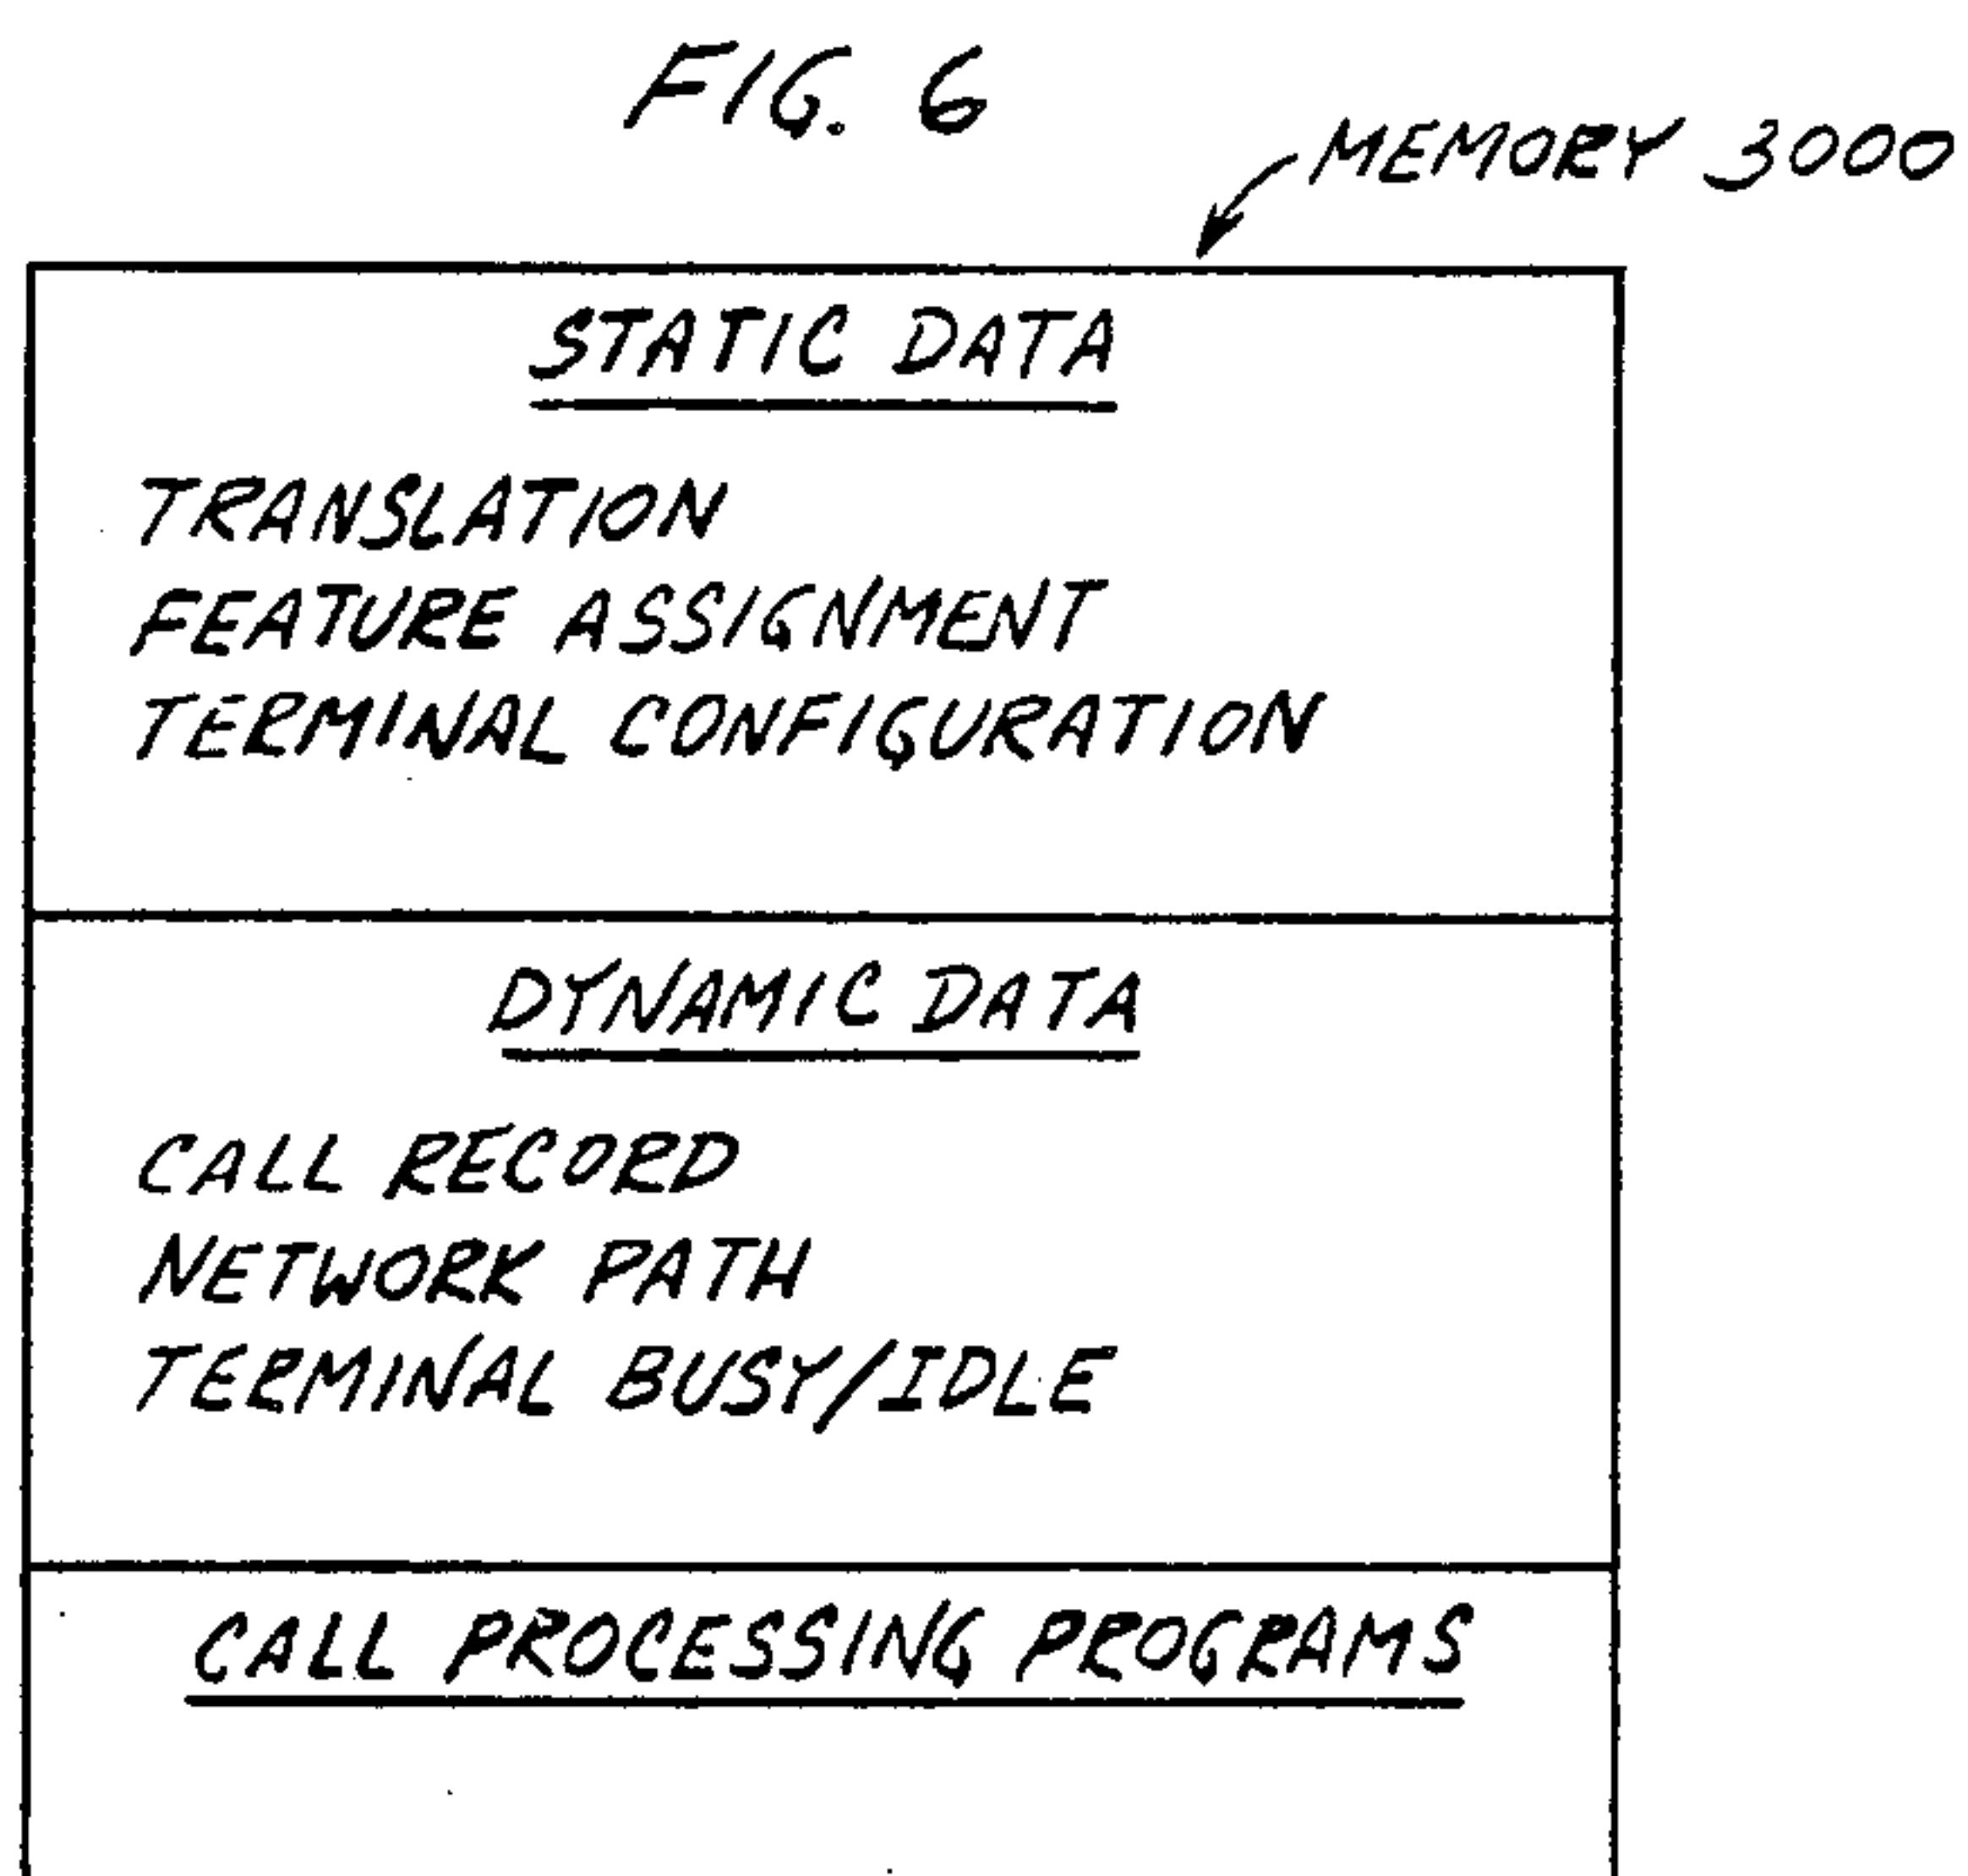 FIG. 6
MEMORY 3000
STATIC DATA
TRANSLATION
FEATURE ASSIGNMENT
TERMINAL CONFIGURATION
DYNAMIC DATA
CALL RECORD
NETWORK PATH
TERMINAL BUSY/IDLE
CALL PROCESSING PROGRAMS